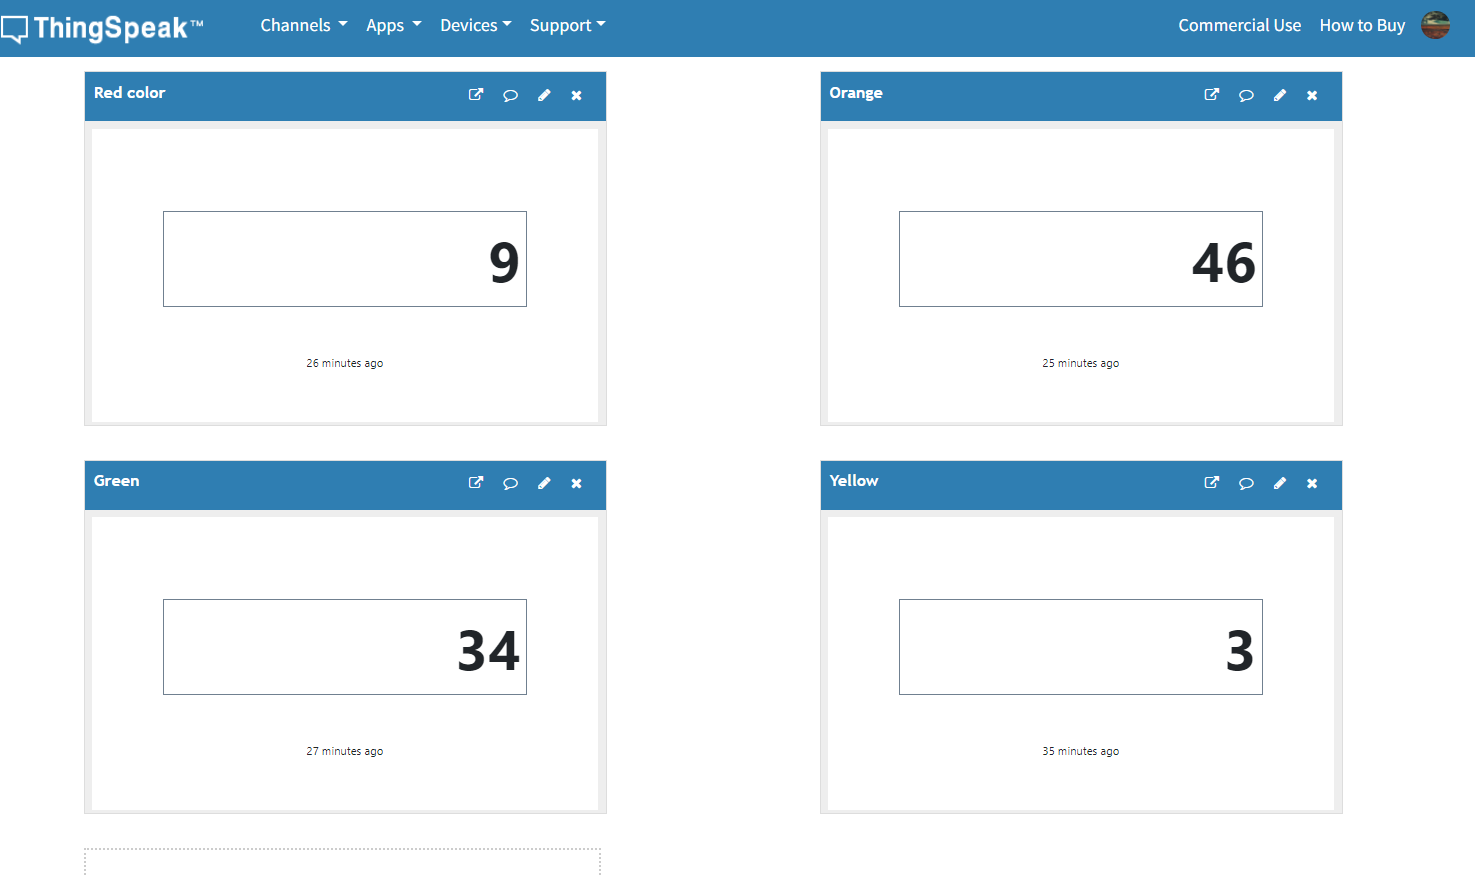 ThingSpeak™ Channels Apps Devices Support Commercial Use How to Buy
Red color
9
26 minutes ago
Orange
46
25 minutes ago
Green
34
27 minutes ago
Yellow
3
35 minutes ago